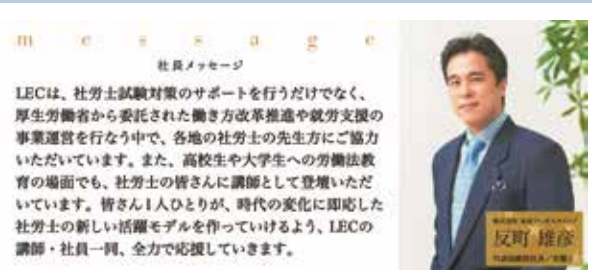 message
社長メッセージ
LECは、社労士試験対策のサポートを行うだけでなく、
厚生労働省から委託された働き方改革推進や就労支援の
事業運営を行なう中で、各地の社労士の先生方にご協力
いただいています。また、高校生や大学生への労働法教
育の場面でも、社労士の皆さんに講師として登壇いただ
いています。皆さん1人ひとりが、時代の変化に即応した
社労士の新しい活躍モデルを作っていけるよう、LECの
講師・社員一同、全力で応援していきます。
反町 雄彦